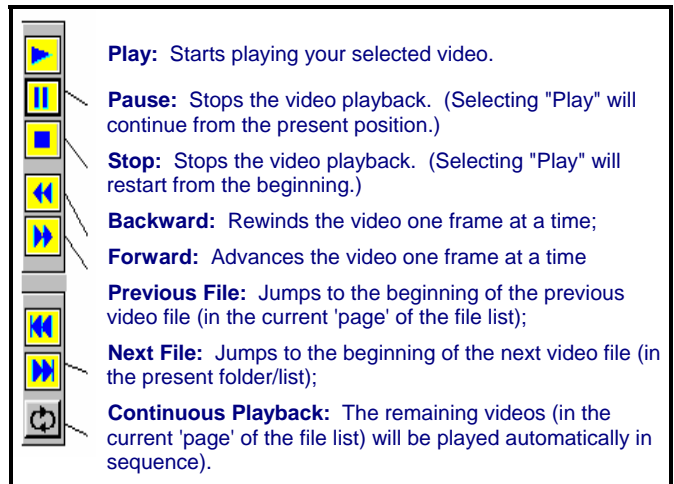 Play:  Starts playing your selected video.
Pause:  Stops the video playback.  (Selecting "Play" will
continue from the present position.)
Stop:  Stops the video playback.  (Selecting "Play" will
restart from the beginning.)
Backward:  Rewinds the video one frame at a time;
Forward:  Advances the video one frame at a time
Previous File:  Jumps to the beginning of the previous
video file (in the current 'page' of the file list);
Next File:  Jumps to the beginning of the next video file (in
the present folder/list);
Continuous Playback:  The remaining videos (in the
current 'page' of the file list) will be played automatically in
sequence).